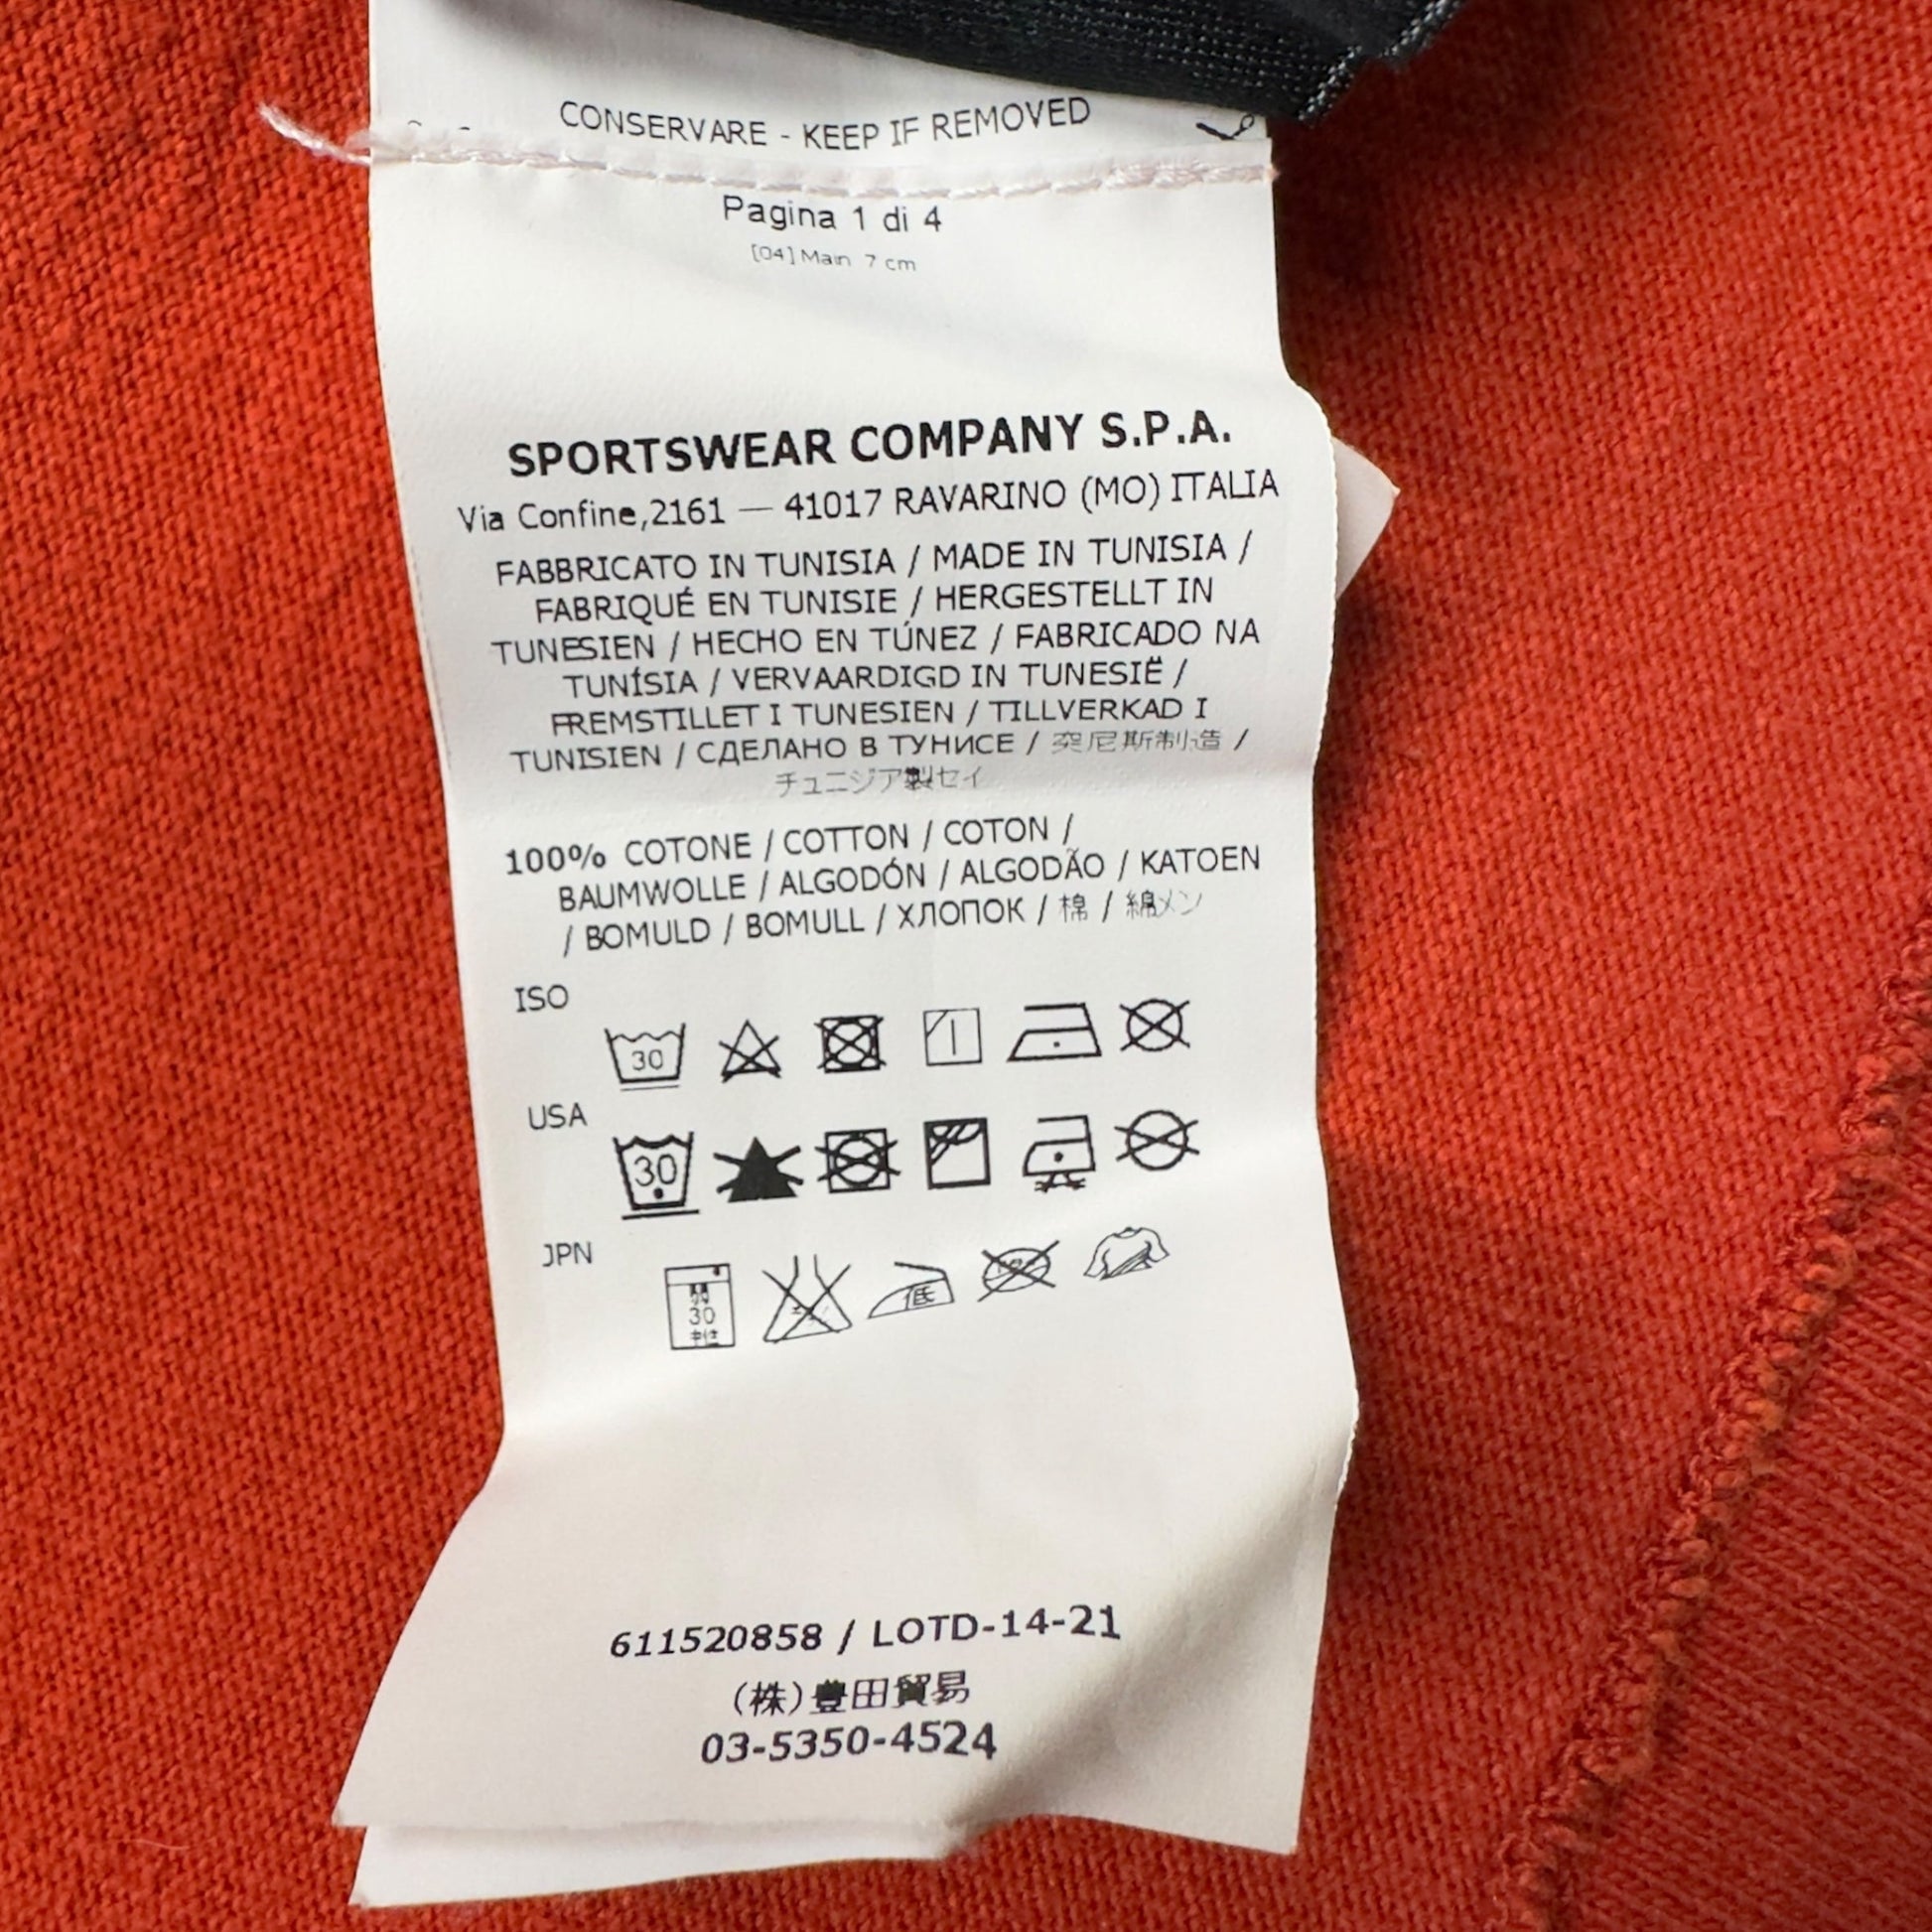 CONSERVARE - KEEP IF REMOVED
Pagina 1 di 4
[04] Main 7 cm
SPORTSWEAR COMPANY S.P.A.
Via Confine,2161 — 41017 RAVARINO (MO) ITALIA
FABBRICATO IN TUNISIA / MADE IN TUNISIA /
FABRIQUÉ EN TUNISIE / HERGESTELLT IN
TUNESIEN / HECHO EN TÚNEZ / FABRICADO NA
TUNÍSIA / VERVAARDIGD IN TUNESIË /
FREMSTILLET I TUNESIEN / TILLVERKAD I
TUNISIEN / СДЕЛАНО В ТУНИСЕ / 突尼斯制造 /
チュニジア製セイ
100% COTONE / COTTON / COTON /
BAUMWOLLE / ALGODÓN / ALGODÃO / KATOEN
/ BOMULD / BOMULL / ХЛОПОК / 棉 / 綿メン
ISO
30
USA
30
JPN
30
低
611520858 / LOTD-14-21
(株)豊田貿易
03-5350-4524